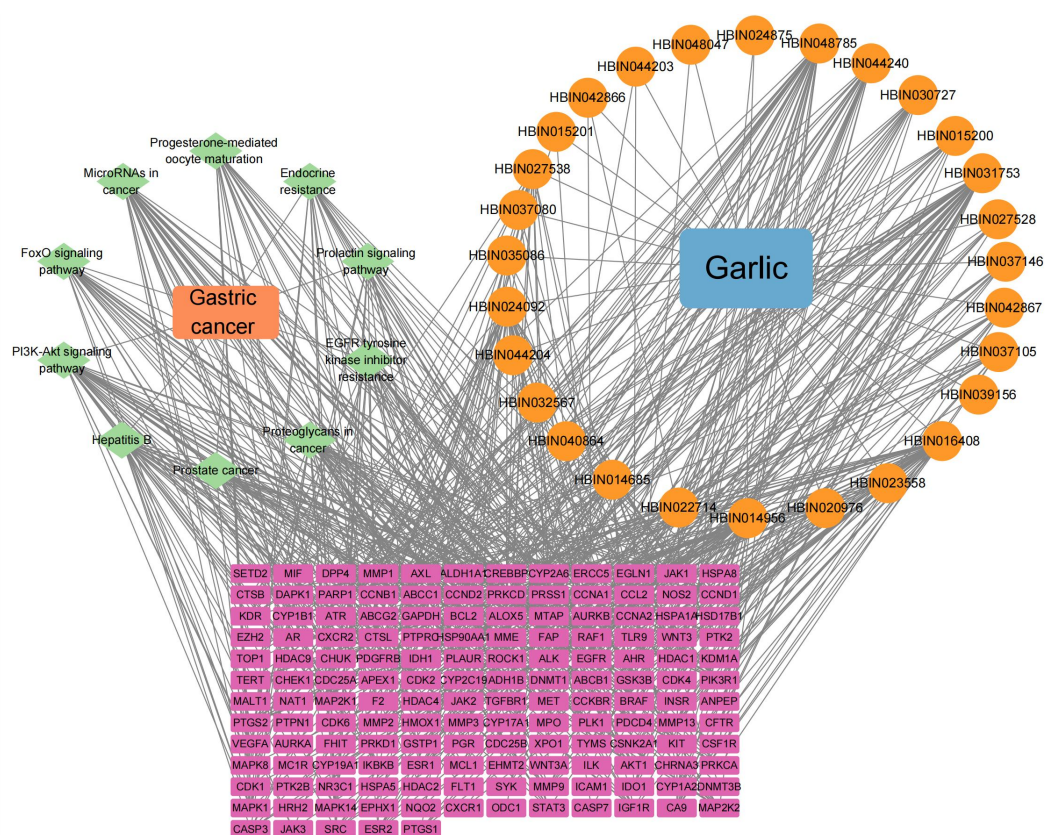 HBIN024875
HBIN048047
HBIN048785
HBIN044203
HBIN044240
HBIN042866
HBIN030727
HBIN015201
HBIN015200
HBIN027538
HBIN031753
HBIN037080
HBIN027528
HBIN035086
HBIN037146
HBIN024092
HBIN042867
HBIN044204
HBIN037105
HBIN032567
HBIN039156
HBIN040864
HBIN016408
HBIN014685
HBIN023558
HBIN022714
HBIN014956
HBIN020976
Garlic
Progesterone-mediated
oocyte maturation
MicroRNAs in
cancer
Endocrine
resistance
FoxO signaling
pathway
Prolactin signaling
pathway
Gastric
cancer
PI3K-Akt signaling
pathway
EGFR tyrosine
kinase inhibitor
resistance
Hepatitis B
Proteoglycans in
cancer
Prostate cancer
SETD2 MIF DPP4 MMP1 AXL ALDH1A1 CREBBP CYP2A6 ERCC5 EGLN1 JAK1 HSPA8
CTSB DAPK1 PARP1 CCNB1 ABCC1 CCND2 PRKCD PRSS1 CCNA1 CCL2 NOS2 CCND1
KDR CYP1B1 ATR ABCG2 GAPDH BCL2 ALOX5 MTAP AURKB CCNA2 HSPA1A HSD17B1
EZH2 AR CXCR2 CTSL PTPRC HSP90AA1 MME FAP RAF1 TLR9 WNT3 PTK2
TOP1 HDAC9 CHUK PDGFRB IDH1 PLAUR ROCK1 ALK EGFR AHR HDAC1 KDM1A
TERT CHEK1 CDC25A APEX1 CDK2 CYP2C19 ADH1B DNMT1 ABCB1 GSK3B CDK4 PIK3R1
MALT1 NAT1 MAP2K1 F2 HDAC4 JAK2 TGFBR1 MET CCKBR BRAF INSR ANPEP
PTGS2 PTPN1 CDK6 MMP2 HMOX1 MMP3 CYP17A1 MPO PLK1 PDCD4 MMP13 CFTR
VEGFA AURKA FHIT PRKD1 GSTP1 PGR CDC25B XPO1 TYMS CSNK2A1 KIT CSF1R
MAPK8 MC1R CYP19A1 IKBKB ESR1 MCL1 EHMT2 WNT3A ILK AKT1 CHRNA3 PRKCA
CDK1 PTK2B NR3C1 HSPA5 HDAC2 FLT1 SYK MMP9 ICAM1 IDO1 CYP1A2 DNMT3B
MAPK1 HRH2 MAPK14 EPHX1 NQO2 CXCR1 ODC1 STAT3 CASP7 IGF1R CA9 MAP2K2
CASP3 JAK3 SRC ESR2 PTGS1